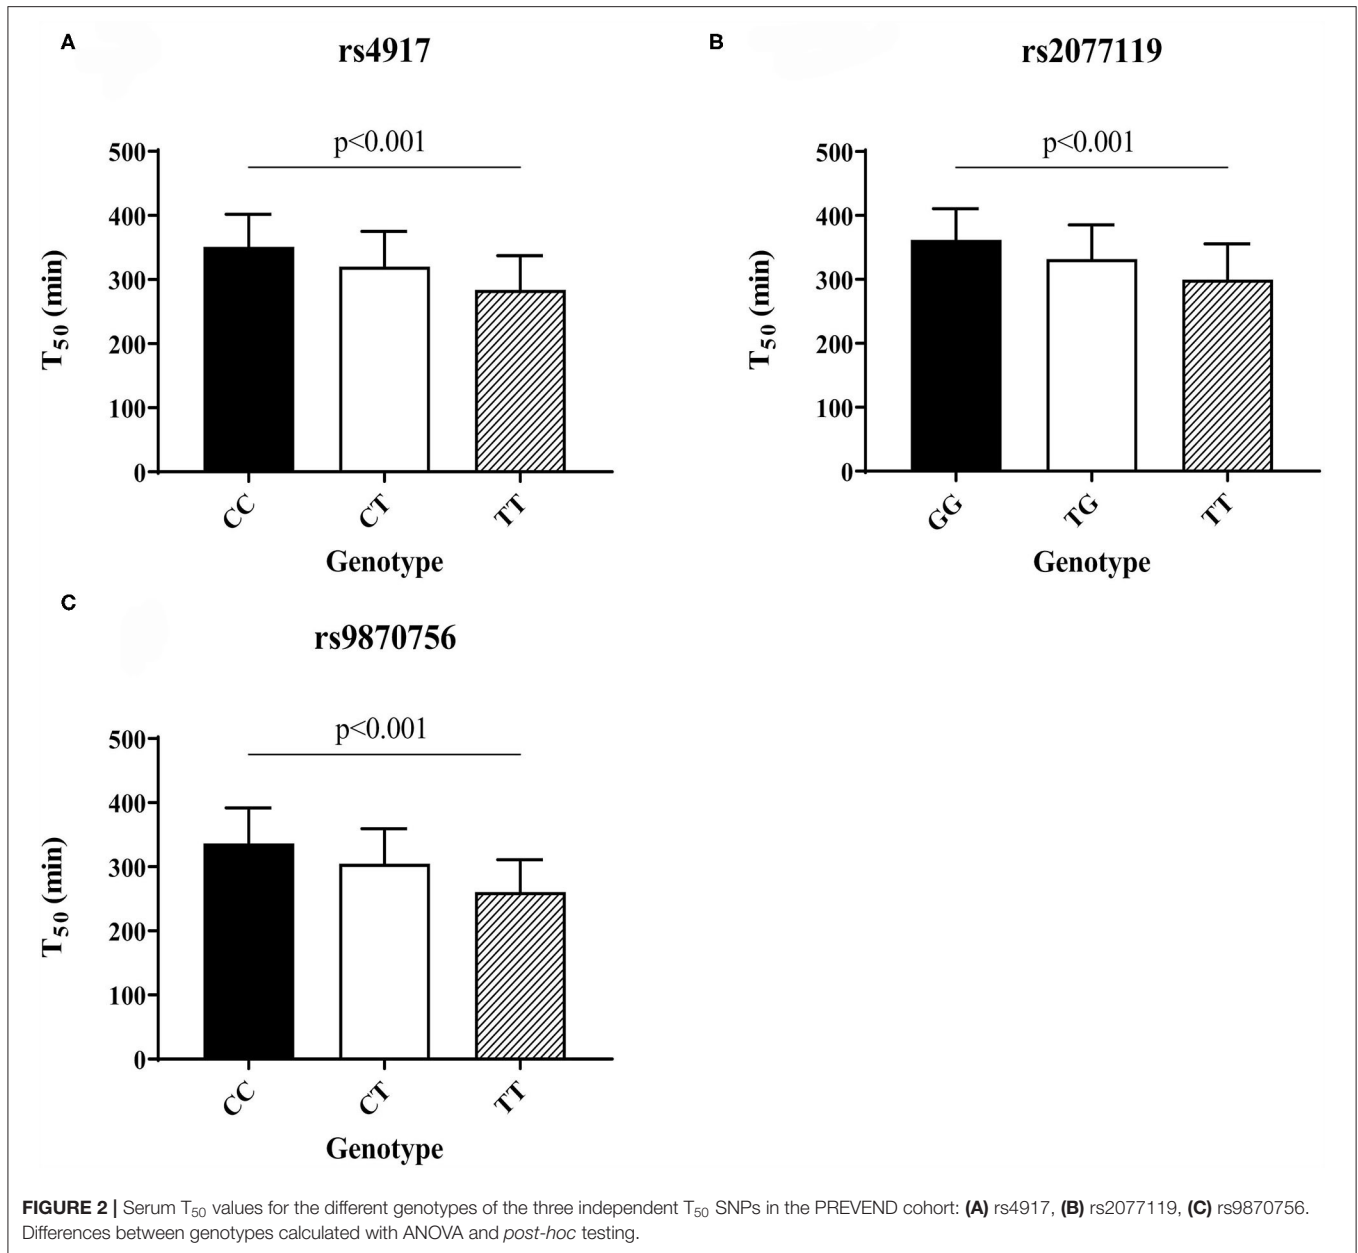 A
rs4917
p<0.001
500
400
300
200
100
0
T50 (min)
CC
CT
TT
Genotype
B
rs2077119
p<0.001
500
400
300
200
100
0
T50 (min)
GG
TG
TT
Genotype
C
rs9870756
p<0.001
500
400
300
200
100
0
T50 (min)
CC
CT
TT
Genotype
FIGURE 2 | Serum T50 values for the different genotypes of the three independent T50 SNPs in the PREVEND cohort: (A) rs4917, (B) rs2077119, (C) rs9870756.
Differences between genotypes calculated with ANOVA and post-hoc testing.